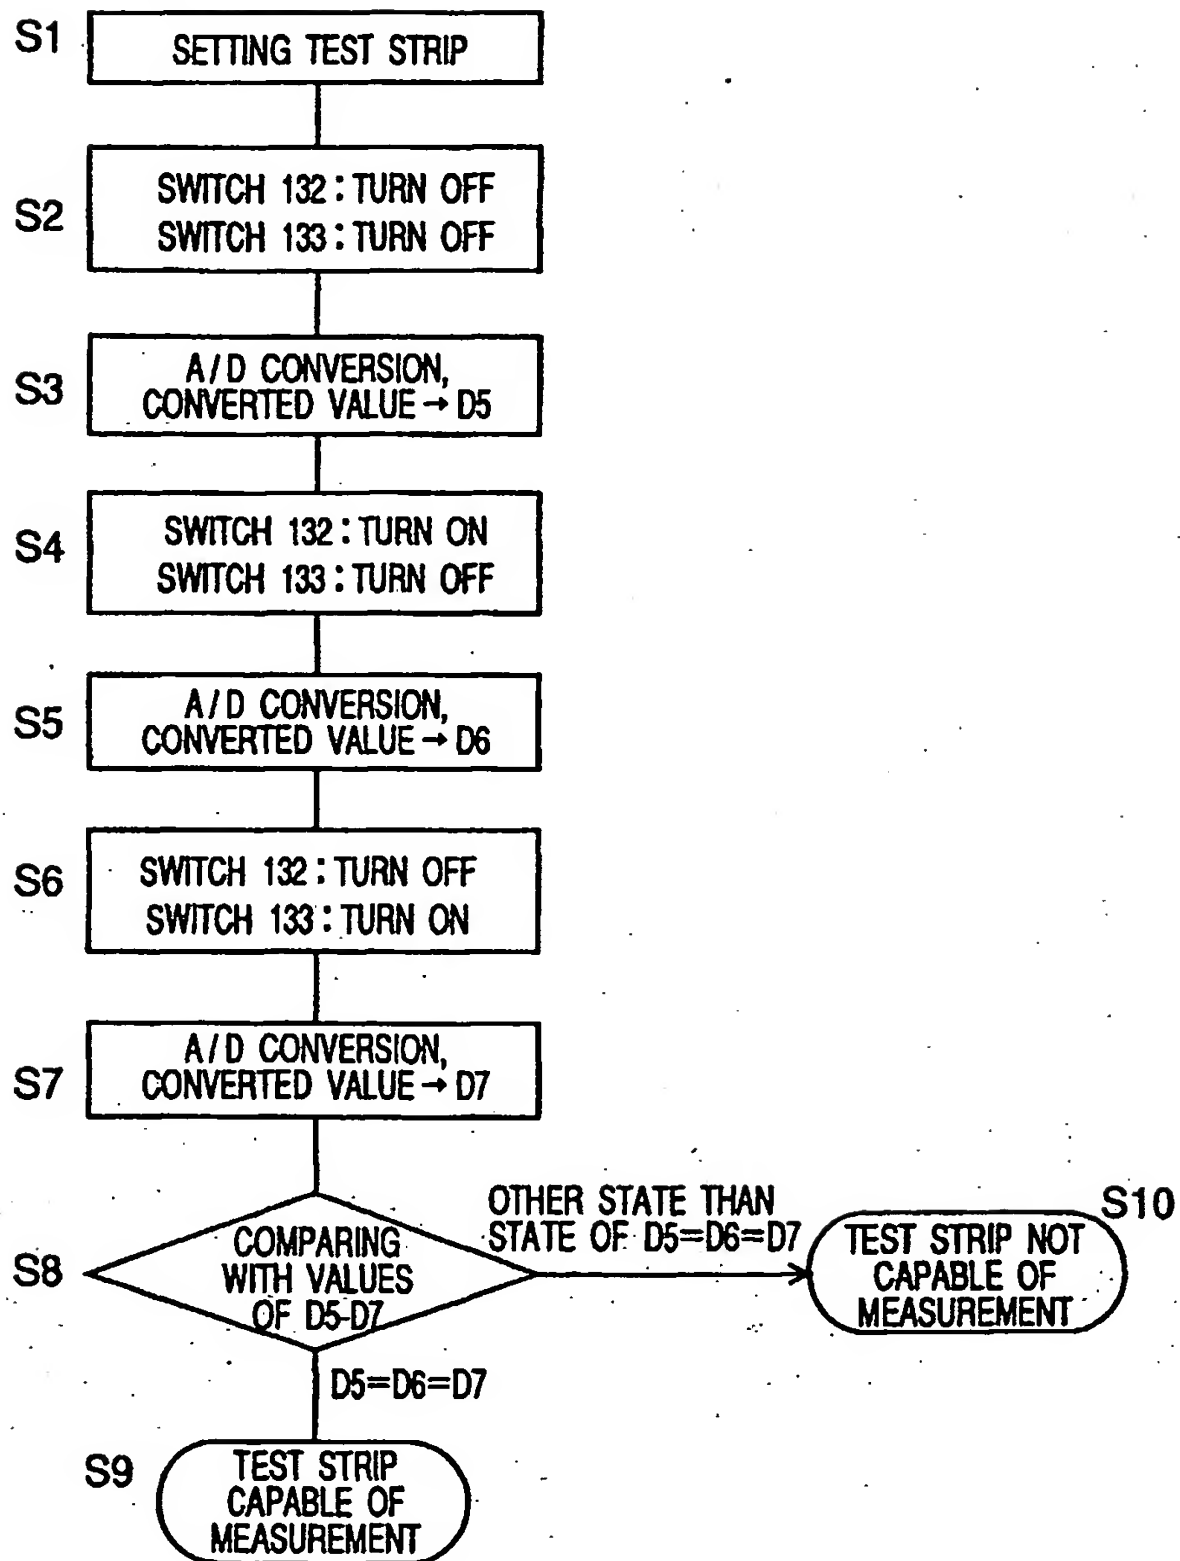 S1
SETTING TEST STRIP
S2
SWITCH 132 : TURN OFF
SWITCH 133 : TURN OFF
S3
A/D CONVERSION,
CONVERTED VALUE → D5
S4
SWITCH 132 : TURN ON
SWITCH 133 : TURN OFF
S5
A/D CONVERSION,
CONVERTED VALUE → D6
S6
SWITCH 132 : TURN OFF
SWITCH 133 : TURN ON
S7
A/D CONVERSION,
CONVERTED VALUE → D7
S8
COMPARING
WITH VALUES
OF D5-D7
OTHER STATE THAN
STATE OF D5=D6=D7
S10
TEST STRIP NOT
CAPABLE OF
MEASUREMENT
D5=D6=D7
S9
TEST STRIP
CAPABLE OF
MEASUREMENT